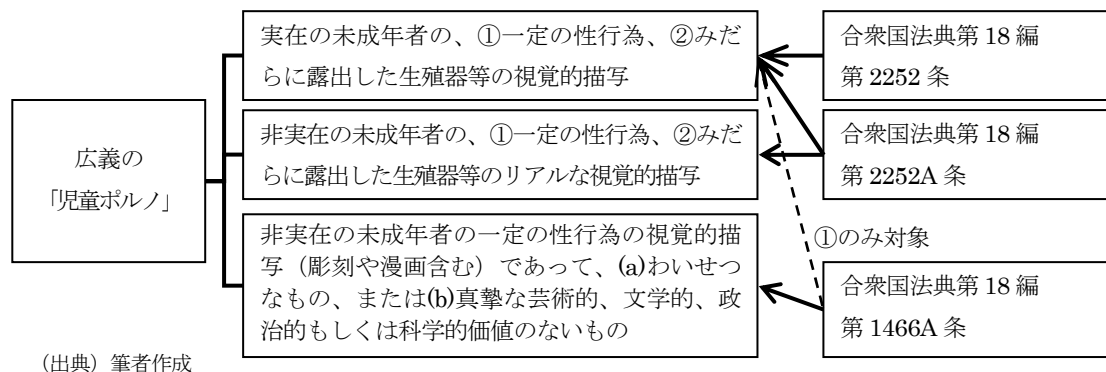 広義の
「児童ポルノ」
実在の未成年者の、①一定の性行為、②みだ
らに露出した生殖器等の視覚的描写
非実在の未成年者の、①一定の性行為、②みだ
らに露出した生殖器等のリアルな視覚的描写
非実在の未成年者の一定の性行為の視覚的描
写（彫刻や漫画含む）であって、(a)わいせつ
なもの、または(b)真摯な芸術的、文学的、政
治的もしくは科学的価値のないもの
合衆国法典第 18 編
第 2252 条
合衆国法典第 18 編
第 2252A 条
①のみ対象
合衆国法典第 18 編
第 1466A 条
（出典）筆者作成